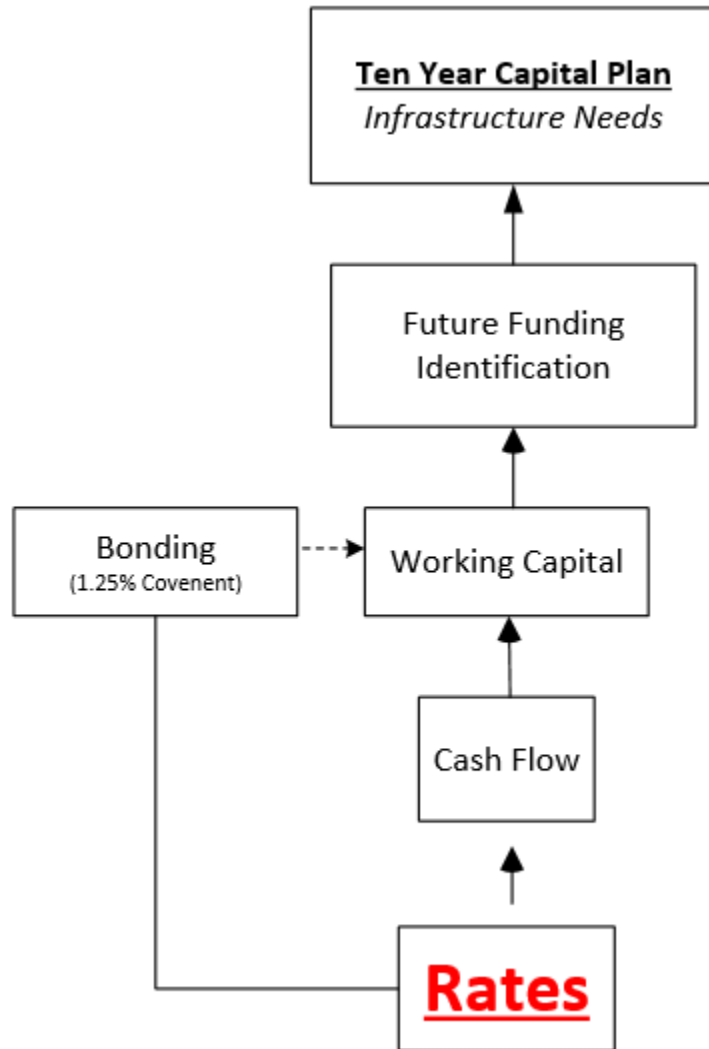 Ten Year Capital Plan
Infrastructure Needs
Future Funding
Identification
Bonding
(1.25% Covenent)
Working Capital
Cash Flow
Rates